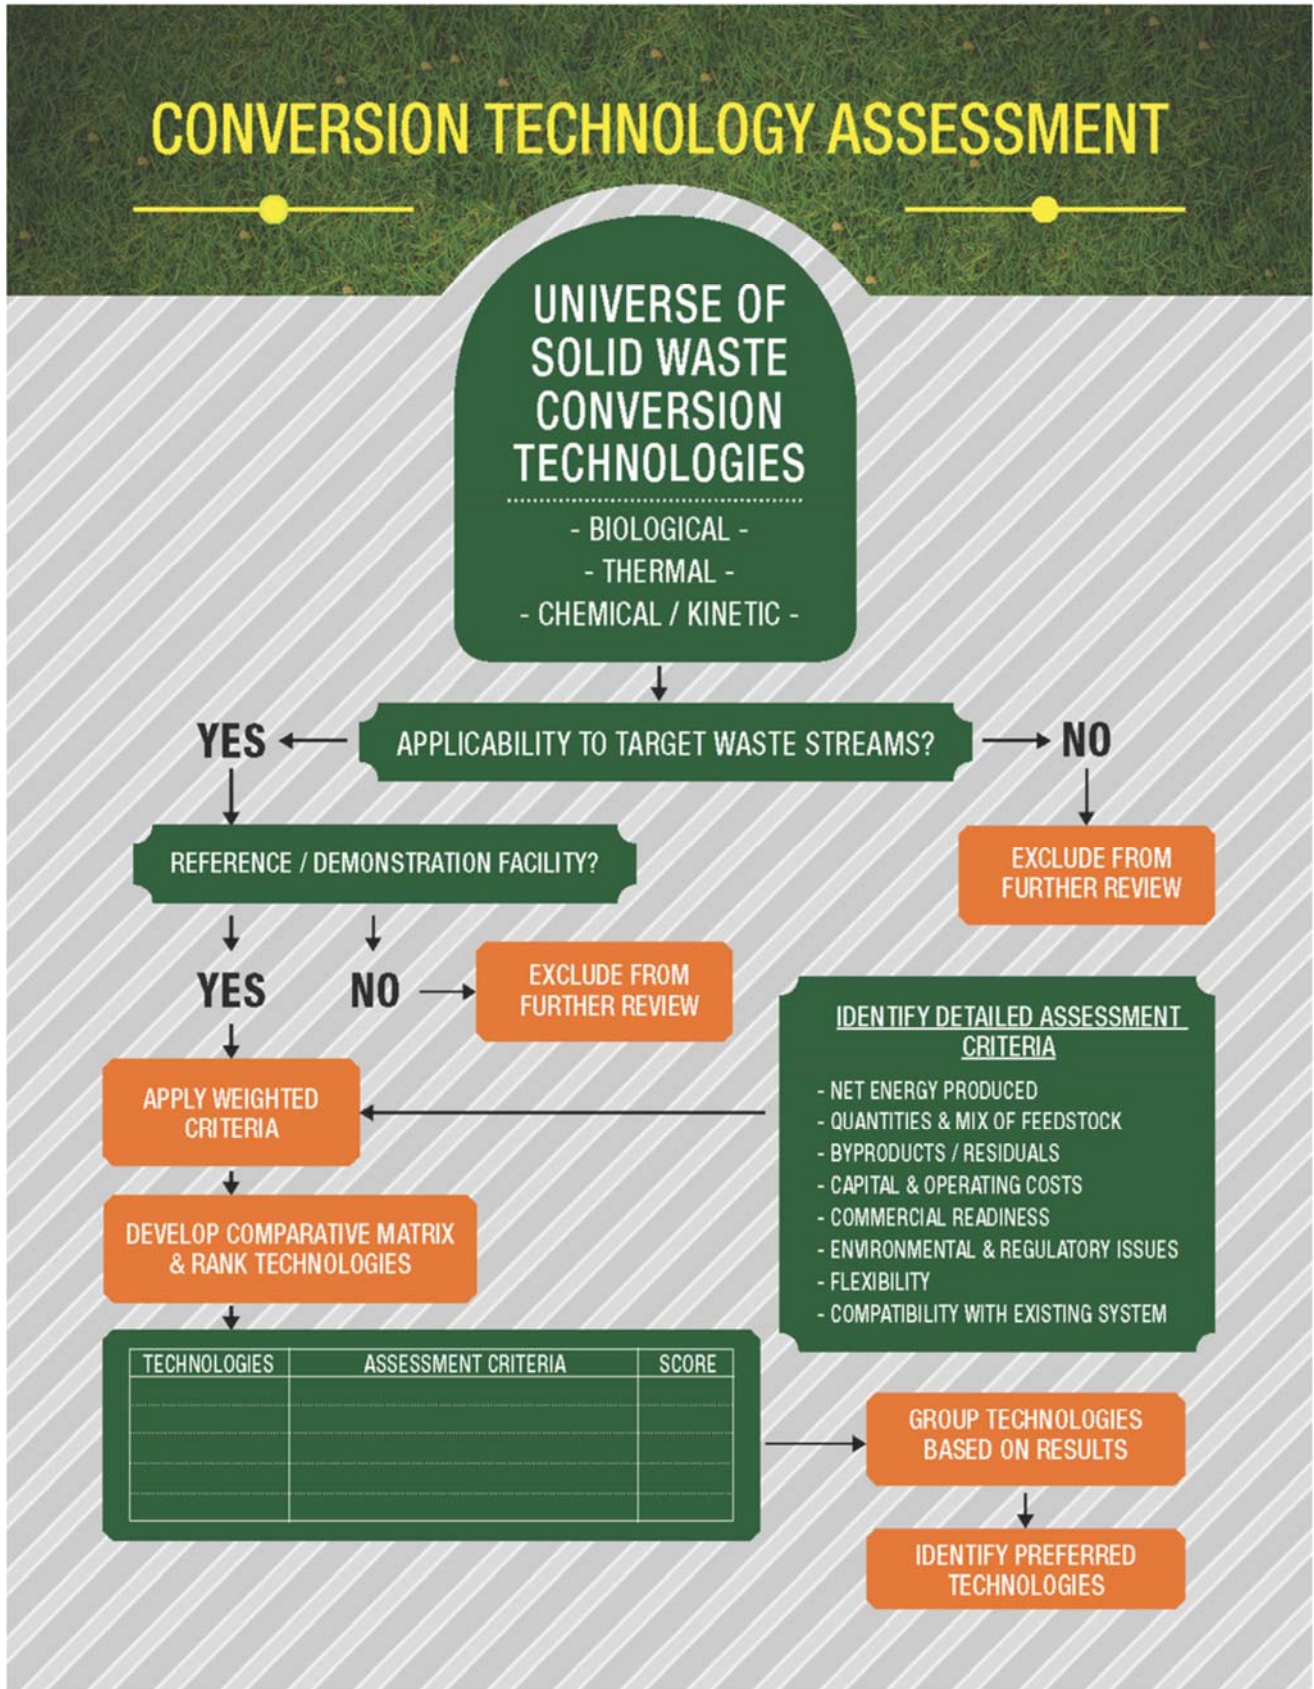 CONVERSION TECHNOLOGY ASSESSMENT
UNIVERSE OF
SOLID WASTE
CONVERSION
TECHNOLOGIES
- BIOLOGICAL -
- THERMAL -
- CHEMICAL / KINETIC -
YES
APPLICABILITY TO TARGET WASTE STREAMS?
NO
REFERENCE / DEMONSTRATION FACILITY?
EXCLUDE FROM
FURTHER REVIEW
YES
NO
EXCLUDE FROM
FURTHER REVIEW
IDENTIFY DETAILED ASSESSMENT
CRITERIA
- NET ENERGY PRODUCED
- QUANTITIES & MIX OF FEEDSTOCK
- BYPRODUCTS / RESIDUALS
- CAPITAL & OPERATING COSTS
- COMMERCIAL READINESS
- ENVIRONMENTAL & REGULATORY ISSUES
- FLEXIBILITY
- COMPATIBILITY WITH EXISTING SYSTEM
APPLY WEIGHTED
CRITERIA
DEVELOP COMPARATIVE MATRIX
& RANK TECHNOLOGIES
TECHNOLOGIES
ASSESSMENT CRITERIA
SCORE
GROUP TECHNOLOGIES
BASED ON RESULTS
IDENTIFY PREFERRED
TECHNOLOGIES